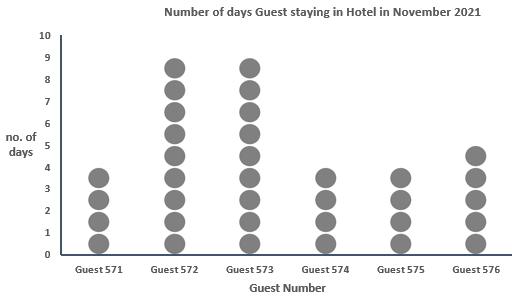 Number of days Guest staying in Hotel in November 2021
10
9
8
7
6
5
4
3
2
1
0
no. of
days
Guest 571 Guest 572 Guest 573 Guest 574 Guest 575 Guest 576
Guest Number